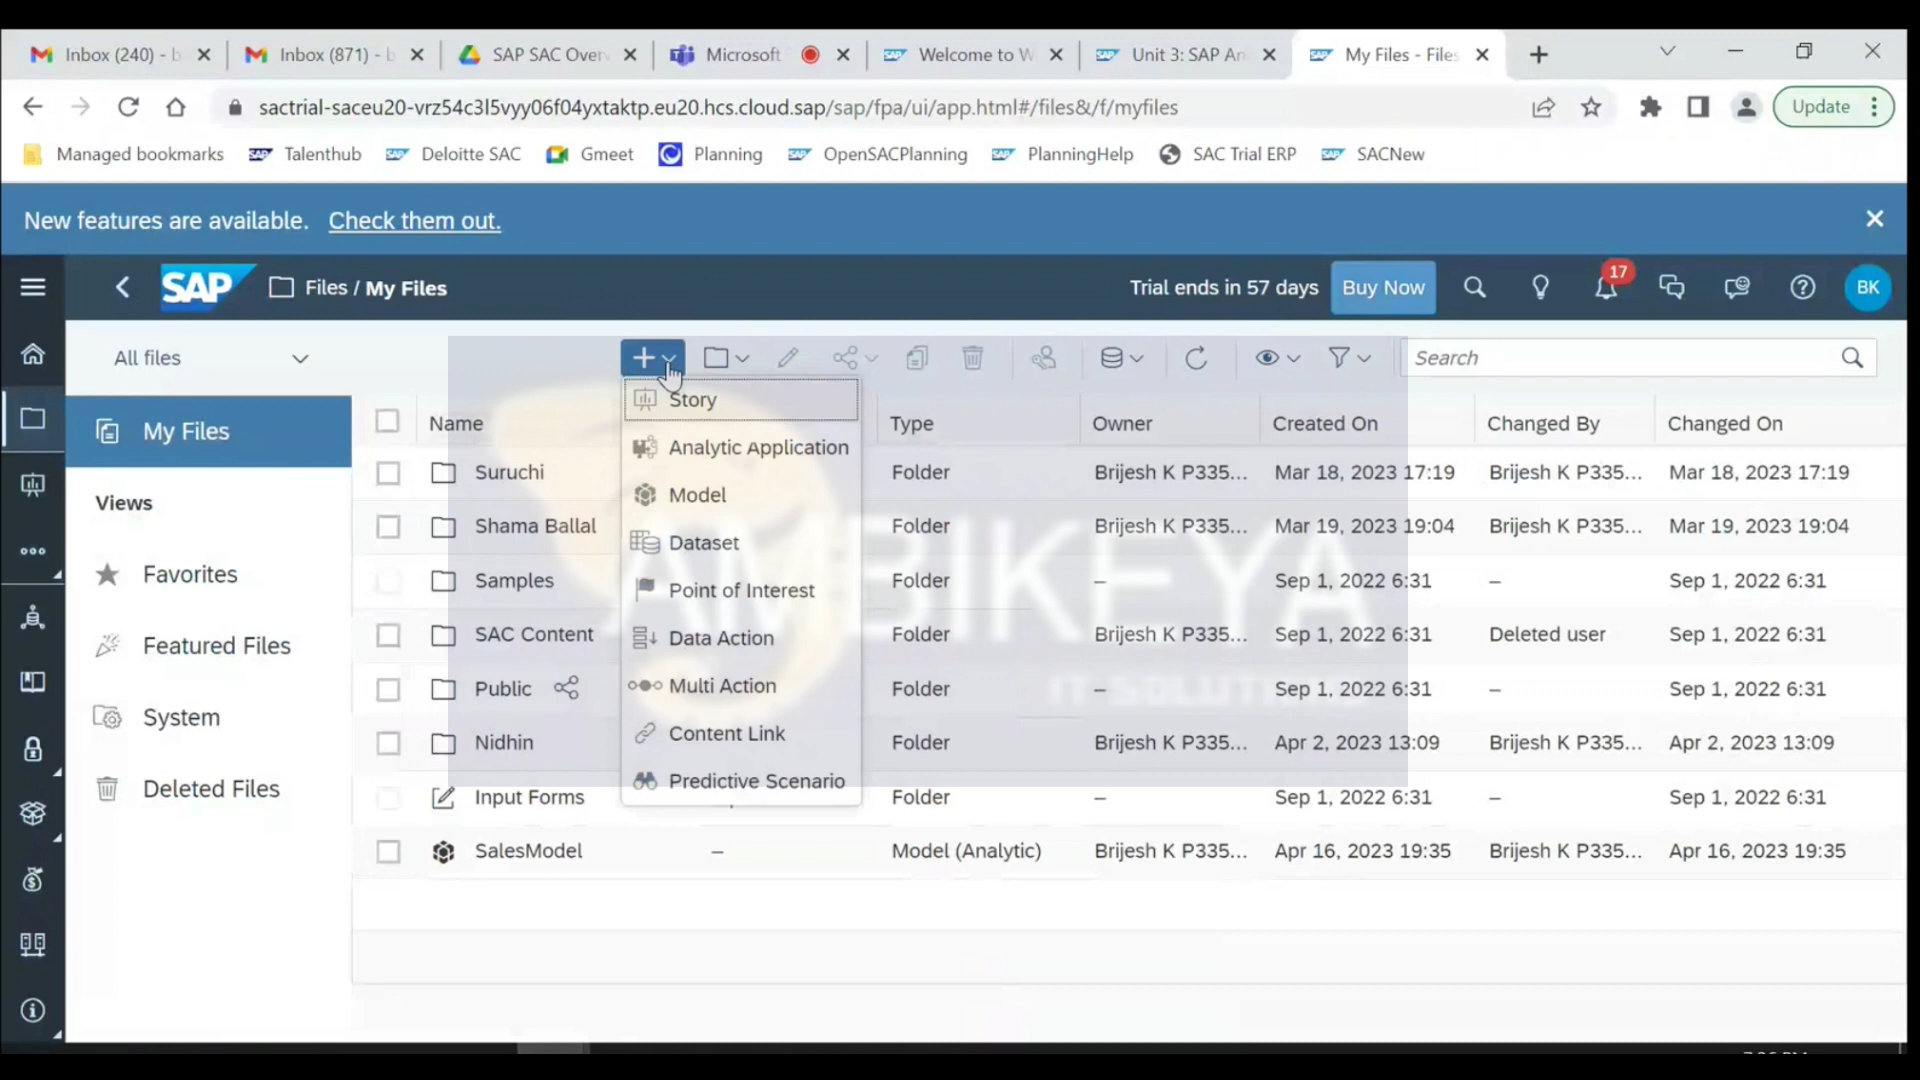 Inbox (240) - b
Inbox (871) - b
SAP SAC Over
Microsoft
Welcome to W
Unit 3: SAP An
My Files - Files
sactrial-saceu20-vrz54c3l5vyy06f04yxtaktp.eu20.hcs.cloud.sap/sap/fpa/ui/app.html#/files&/f/myfiles
Update
Managed bookmarks
Talenthub
Deloitte SAC
Gmeet
Planning
OpenSACPlanning
PlanningHelp
SAC Trial ERP
SACNew
New features are available. Check them out.
SAP
Files / My Files
Trial ends in 57 days
Buy Now
17
BK
All files
Search
My Files
Views
Favorites
Featured Files
System
Deleted Files
Story
Analytic Application
Model
Dataset
Point of Interest
Data Action
Multi Action
Content Link
Predictive Scenario
Name Type Owner Created On Changed By Changed On
Suruchi Folder Brijesh K P335... Mar 18, 2023 17:19 Brijesh K P335... Mar 18, 2023 17:19
Shama Ballal Folder Brijesh K P335... Mar 19, 2023 19:04 Brijesh K P335... Mar 19, 2023 19:04
Samples Folder – Sep 1, 2022 6:31 – Sep 1, 2022 6:31
SAC Content Folder Brijesh K P335... Sep 1, 2022 6:31 Deleted user Sep 1, 2022 6:31
Public Folder – Sep 1, 2022 6:31 – Sep 1, 2022 6:31
Nidhin Folder Brijesh K P335... Apr 2, 2023 13:09 Brijesh K P335... Apr 2, 2023 13:09
Input Forms Folder – Sep 1, 2022 6:31 – Sep 1, 2022 6:31
SalesModel – Model (Analytic) Brijesh K P335... Apr 16, 2023 19:35 Brijesh K P335... Apr 16, 2023 19:35
AMBIKEYA
IT SOLUTIONS